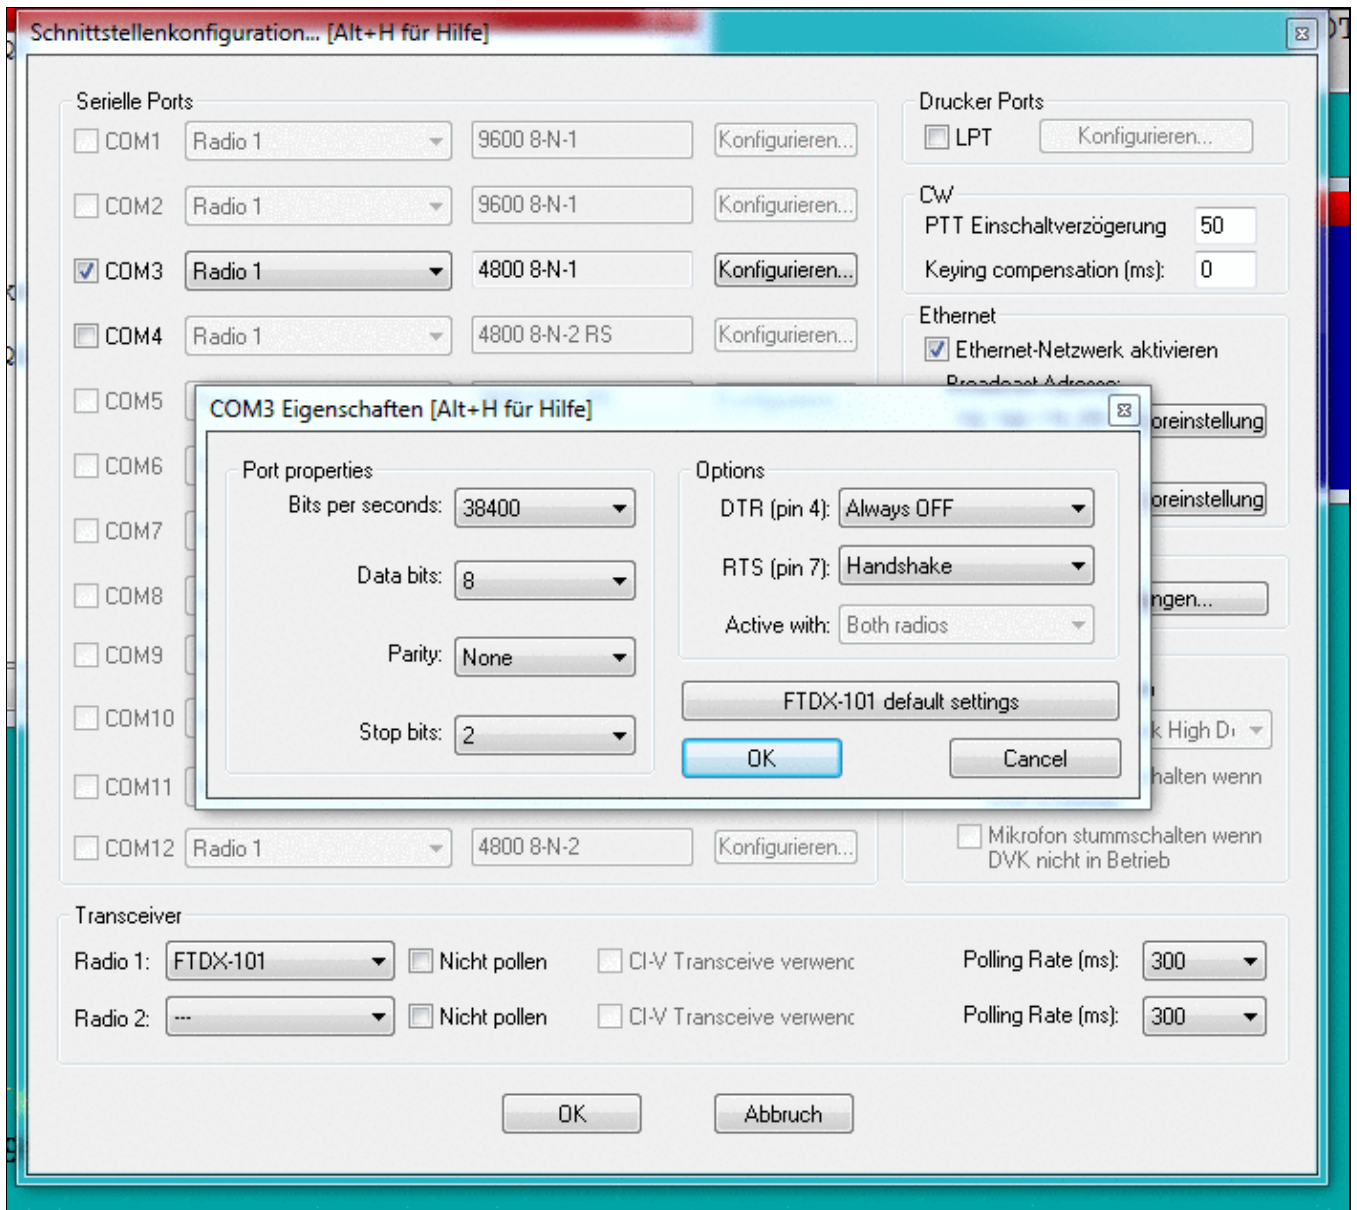 Schnittstellenkonfiguration... [Alt+H für Hilfe]
Serielle Ports
COM1 Radio 1 9600 8-N-1 Konfigurieren...
COM2 Radio 1 9600 8-N-1 Konfigurieren...
COM3 Radio 1 4800 8-N-1 Konfigurieren...
COM4 Radio 1 4800 8-N-2 RS Konfigurieren...
COM5
COM6
COM7
COM8
COM9
COM10
COM11
COM12 Radio 1 4800 8-N-2 Konfigurieren...
Drucker Ports
LPT Konfigurieren...
CW
PTT Einschaltverzögerung 50
Keying compensation (ms): 0
Ethernet
Ethernet-Netzwerk aktivieren
Broadcast Adresse:
oreinstellung
oreinstellung
ngen...
k High D
halten wenn
Mikrofon stummschalten wenn
DVK nicht in Betrieb
COM3 Eigenschaften [Alt+H für Hilfe]
Port properties
Bits per seconds: 38400
Data bits: 8
Parity: None
Stop bits: 2
Options
DTR (pin 4): Always OFF
RTS (pin 7): Handshake
Active with: Both radios
FTDX-101 default settings
OK Cancel
Transceiver
Radio 1: FTDX-101 Nicht pollen CI-V Transceive verwenc Polling Rate (ms): 300
Radio 2: --- Nicht pollen CI-V Transceive verwenc Polling Rate (ms): 300
OK Abbruch